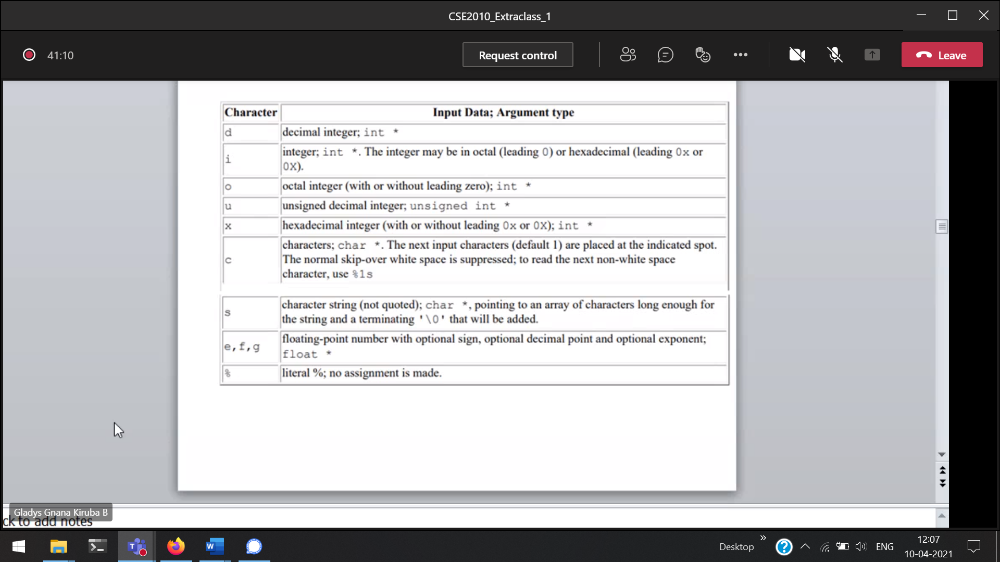 CSE2010_Extraclass_1
41:10
Request control
Leave
Character Input Data; Argument type
d decimal integer; int *
i integer; int *. The integer may be in octal (leading 0) or hexadecimal (leading 0x or
0X).
o octal integer (with or without leading zero); int *
u unsigned decimal integer; unsigned int *
x hexadecimal integer (with or without leading 0x or 0X); int *
c characters; char *. The next input characters (default 1) are placed at the indicated spot.
The normal skip-over white space is suppressed; to read the next non-white space
character, use %1s
s character string (not quoted); char *, pointing to an array of characters long enough for
the string and a terminating '\0' that will be added.
e,f,g floating-point number with optional sign, optional decimal point and optional exponent;
float *
% literal %; no assignment is made.
Gladys Gnana Kiruba B
ck to add notes
Desktop
ENG
12:07
10-04-2021